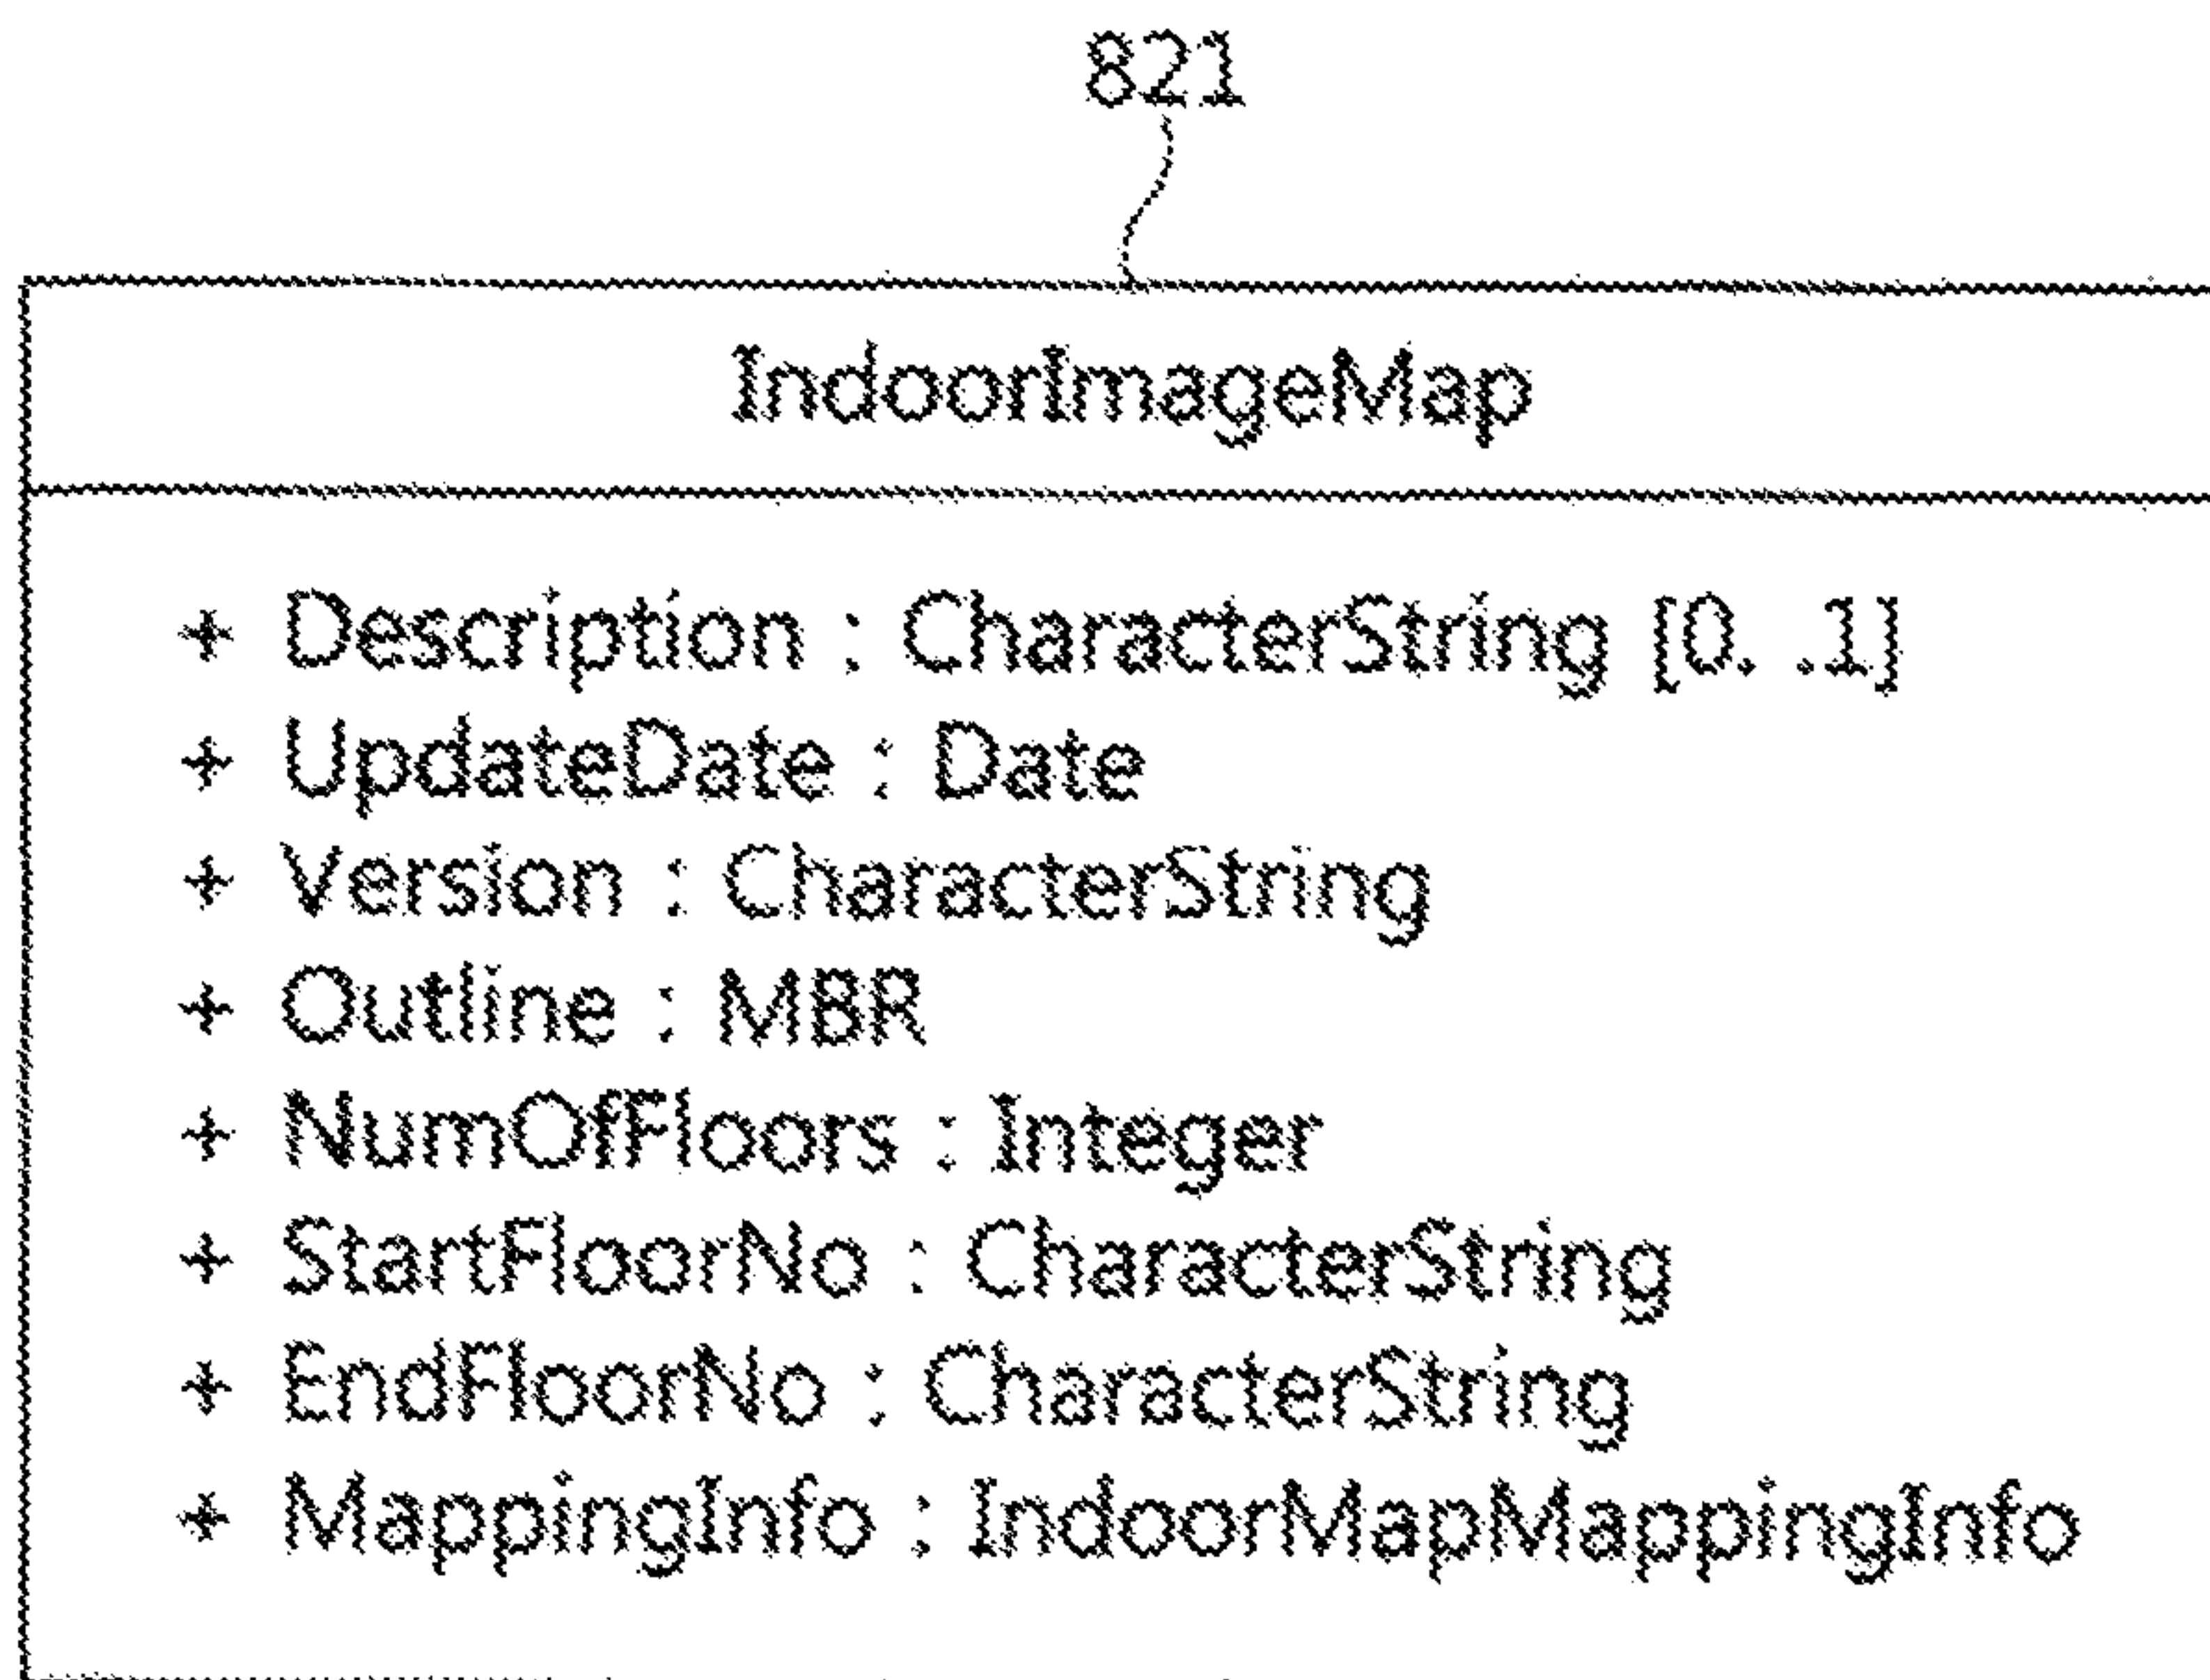 821
IndoorImageMap
+ Description : CharacterString [0. .1]
+ UpdateDate : Date
+ Version : CharacterString
+ Outline : MBR
+ NumOfFloors : Integer
+ StartFloorNo : CharacterString
+ EndFloorNo : CharacterString
+ MappingInfo : IndoorMapMappingInfo